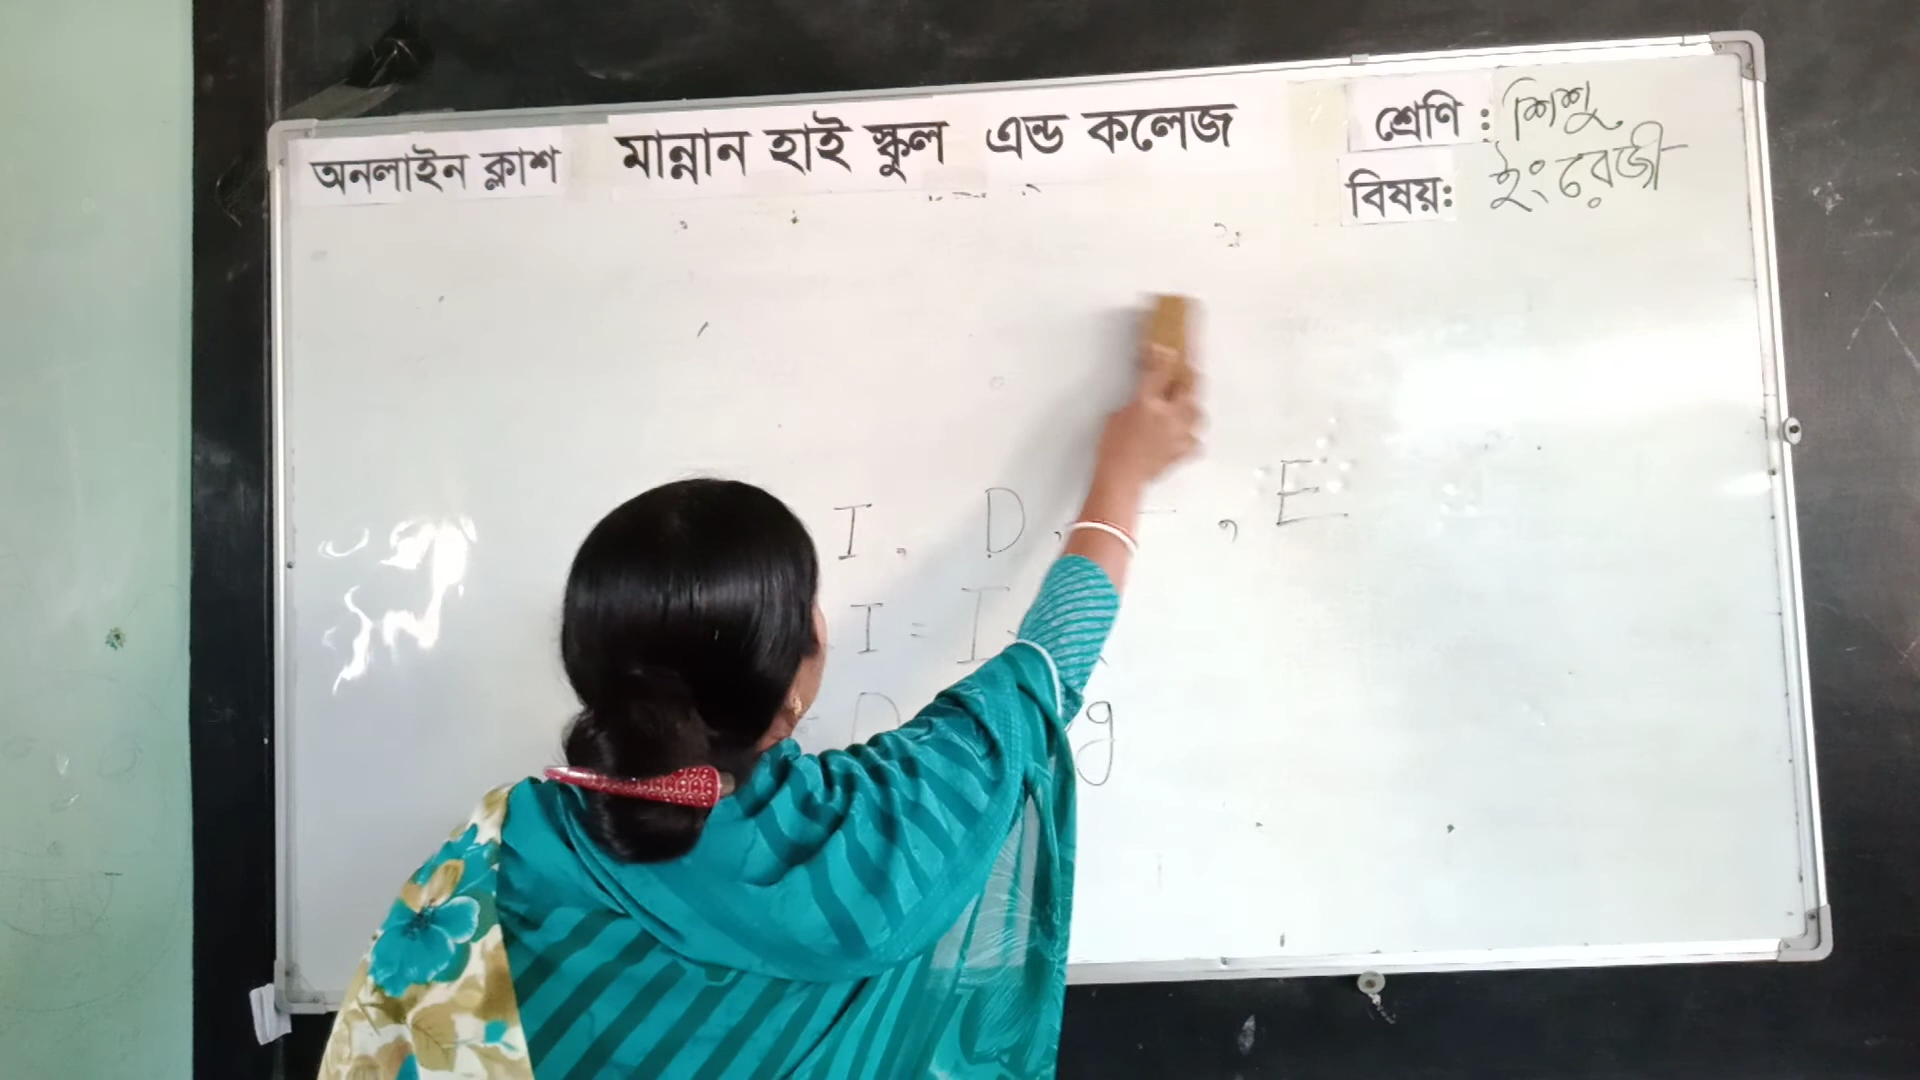 অনলাইন ক্লাশ মান্নান হাই স্কুল এন্ড কলেজ শ্রেণি : শিশু
বিষয়: ইংরেজী
I, D, , E
I = I
= g